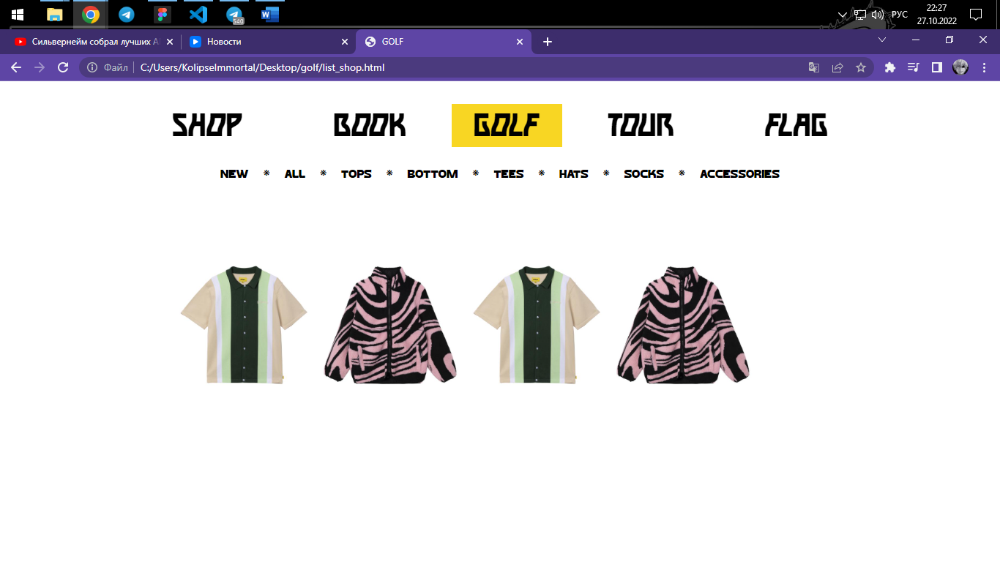 540
РУС
22:27
27.10.2022
Сильвернейм собрал лучших А
Новости
GOLF
Файл
C:/Users/KolipseImmortal/Desktop/golf/list_shop.html
SHOP BOOK GOLF TOUR FLAG
NEW * ALL * TOPS * BOTTOM * TEES * HATS * SOCKS * ACCESSORIES